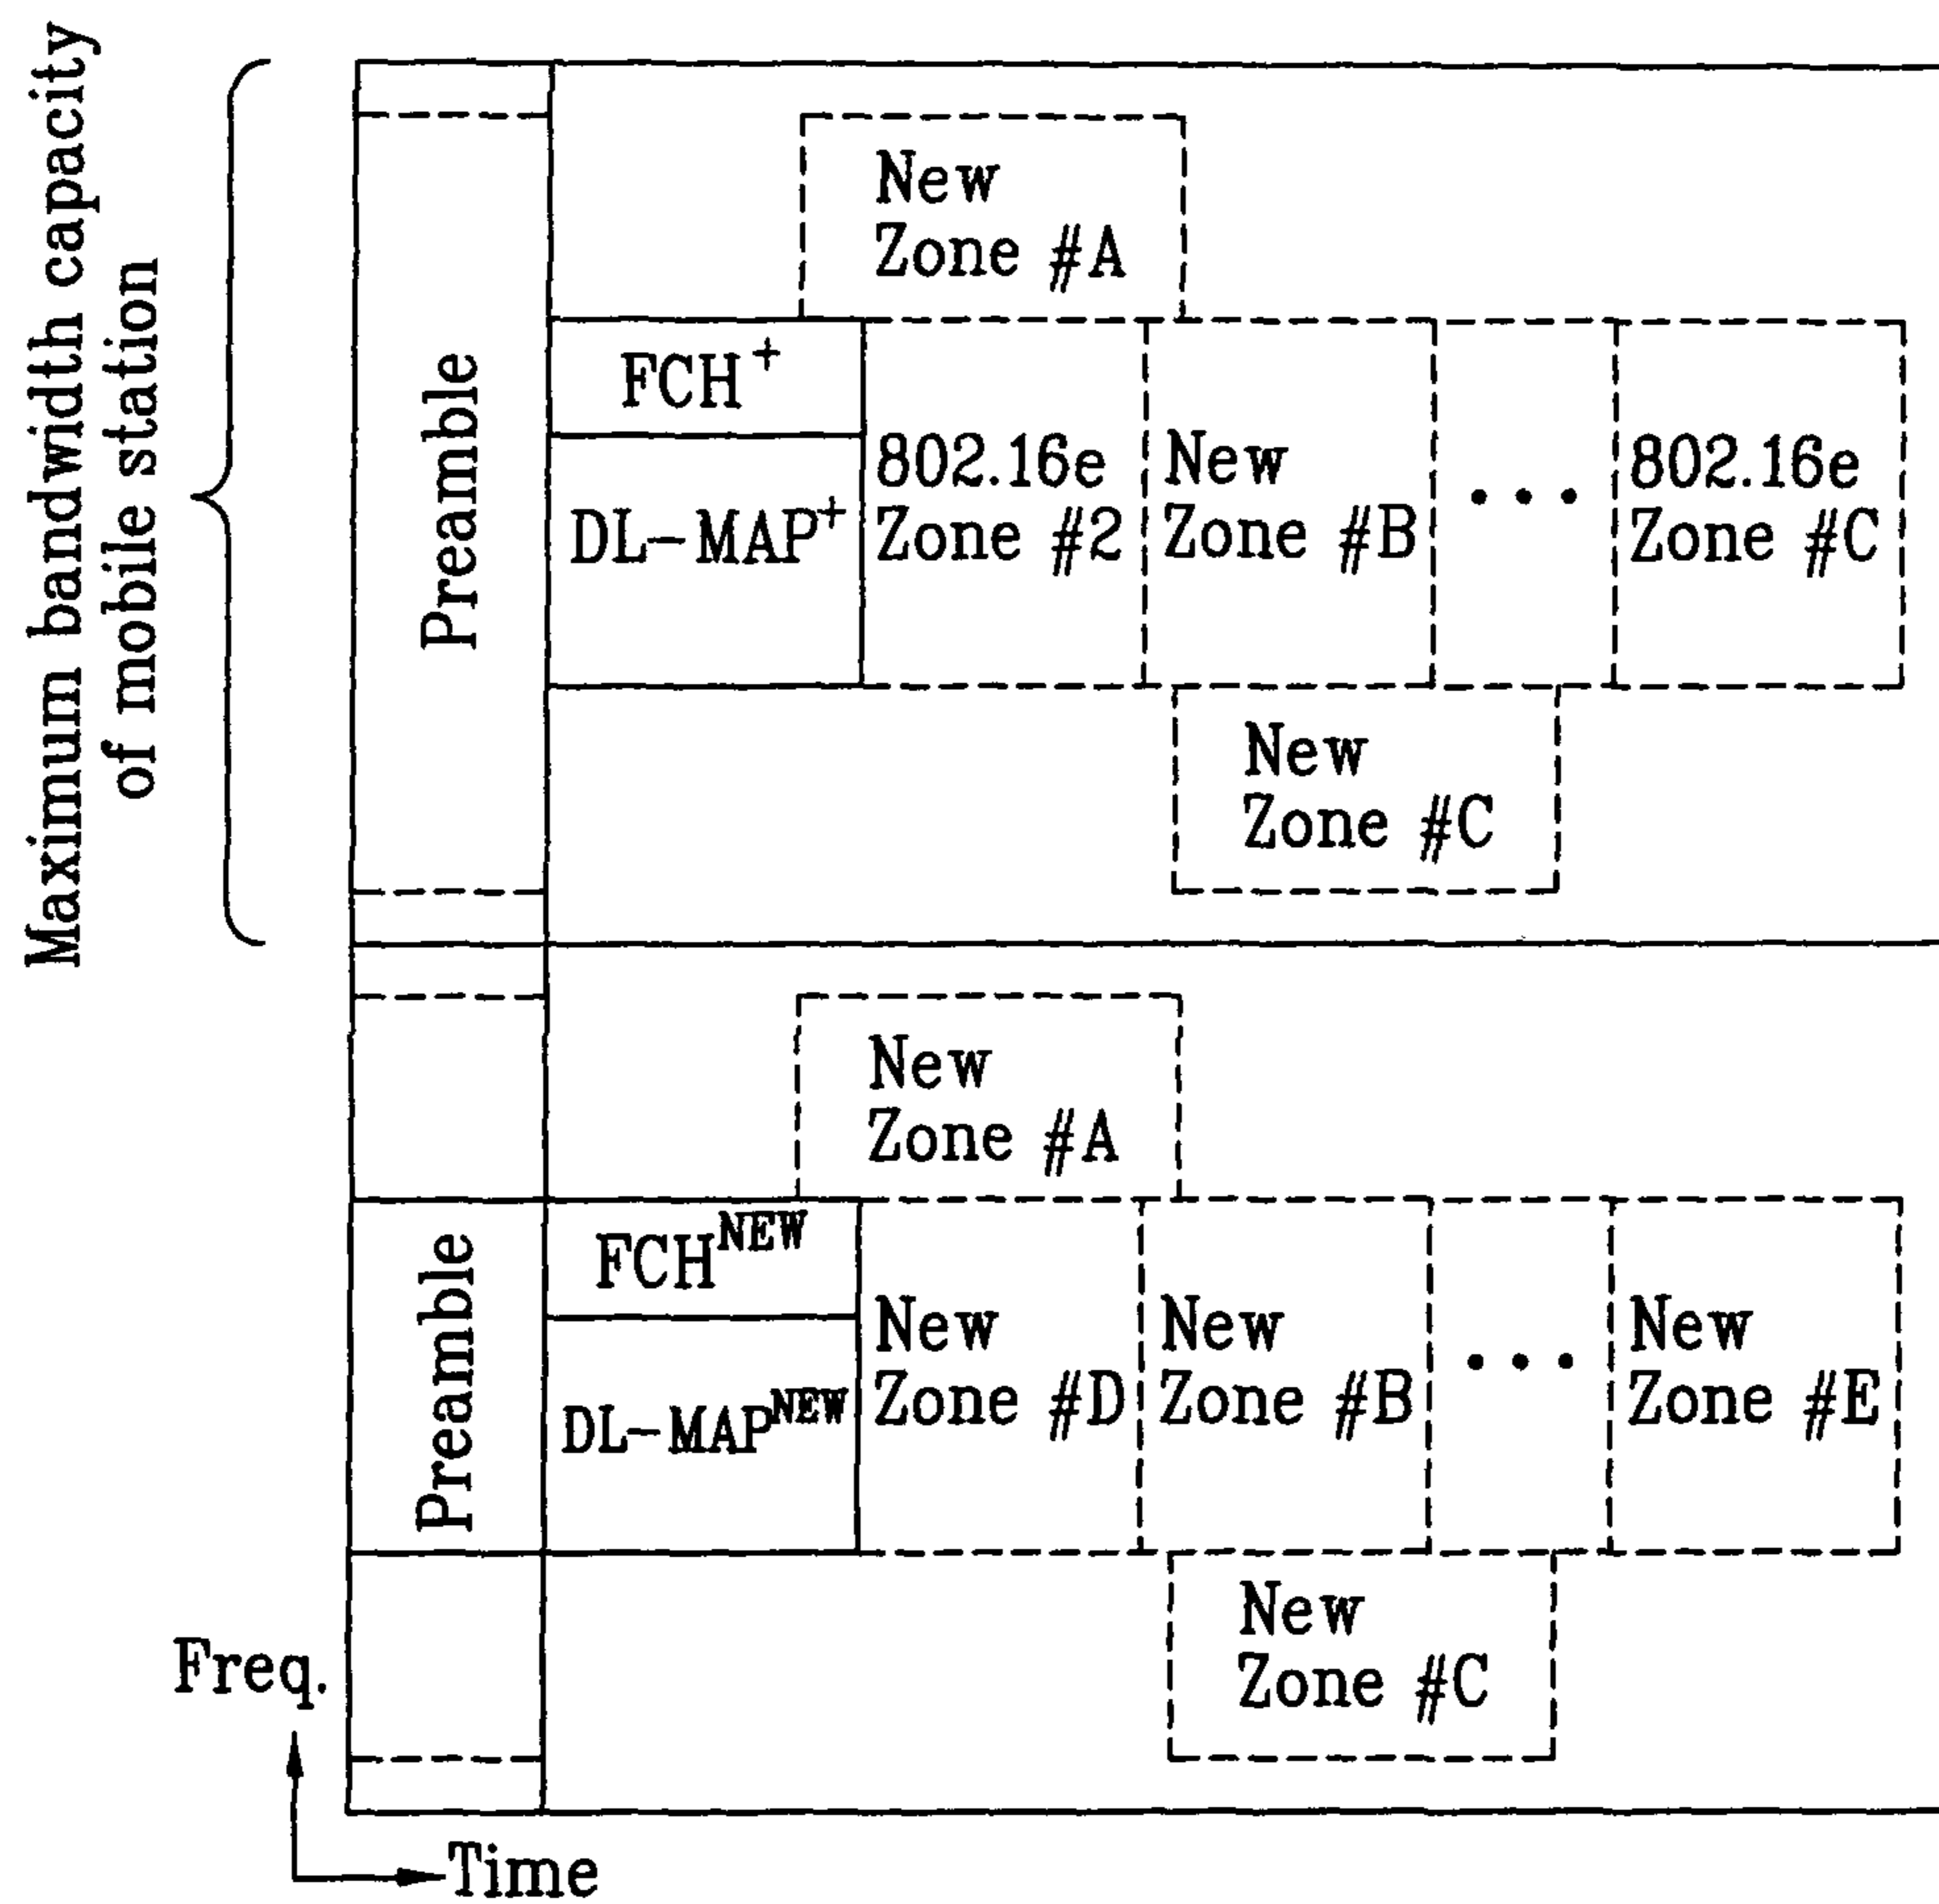 Maximum bandwidth capacity
of mobile station
Preamble
New
Zone #A
FCH+
DL-MAP+
802.16e
Zone #2
New
Zone #B
...
802.16e
Zone #C
New
Zone #C
Preamble
New
Zone #A
FCHNEW
DL-MAPNEW
New
Zone #D
New
Zone #B
...
New
Zone #E
New
Zone #C
Freq.
Time